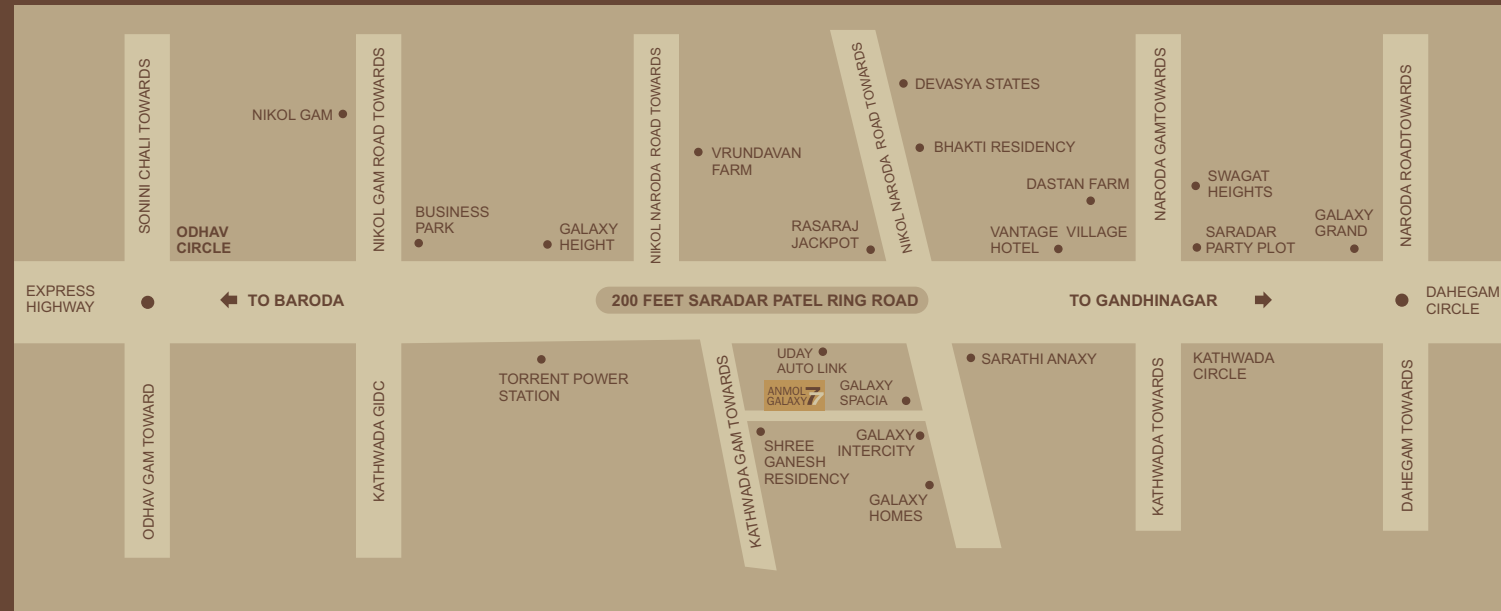 SONINI CHALI TOWARDS
NIKOL GAM
NIKOL GAM ROAD TOWARDS
ODHAV
CIRCLE
BUSINESS
PARK
GALAXY
HEIGHT
NIKOL NARODA ROAD TOWARDS
VRUNDAVAN
FARM
RASARAJ
JACKPOT
NIKOL NARODA ROAD TOWARDS
DEVASYA STATES
BHAKTI RESIDENCY
DASTAN FARM
VANTAGE VILLAGE
HOTEL
NARODA GAMTOWARDS
SWAGAT
HEIGHTS
SARADAR
PARTY PLOT
GALAXY
GRAND
NARODA ROADTOWARDS
EXPRESS
HIGHWAY
TO BARODA
200 FEET SARADAR PATEL RING ROAD
TO GANDHINAGAR
DAHEGAM
CIRCLE
ODHAV GAM TOWARD
KATHWADA GIDC
TORRENT POWER
STATION
KATHWADA GAM TOWARDS
UDAY
AUTO LINK
ANMOL
GALAXY 7
GALAXY
SPACIA
SHREE
GANESH
RESIDENCY
GALAXY
INTERCITY
GALAXY
HOMES
SARATHI ANAXY
KATHWADA TOWARDS
KATHWADA
CIRCLE
DAHEGAM TOWARDS